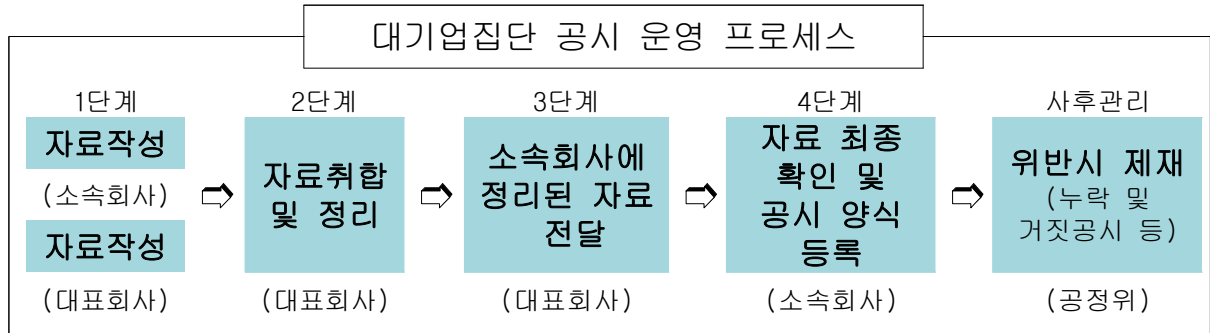 대기업집단 공시 운영 프로세스
1단계
자료작성
(소속회사)
자료작성
(대표회사)
2단계
자료취합
및 정리
(대표회사)
3단계
소속회사에
정리된 자료
전달
(대표회사)
4단계
자료 최종
확인 및
공시 양식
등록
(소속회사)
사후관리
위반시 제재
(누락 및
거짓공시 등)
(공정위)